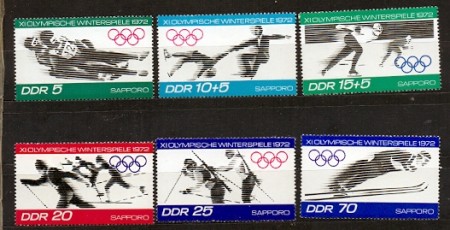 XI OLYMPISCHE WINTERSPIELE 1972
69
DDR 5 SAPPORO
XI OLYMPISCHE WINTERSPIELE 1972
DDR 10+5 SAPPORO
XI OLYMPISCHE WINTERSPIELE 1972
DDR 15+5 SAPPORO
XI OLYMPISCHE WINTERSPIELE 1972
DDR 20 SAPPORO
XI OLYMPISCHE WINTERSPIELE 1972
DDR 25 SAPPORO
XI OLYMPISCHE WINTERSPIELE 1972
DDR 70 SAPPORO